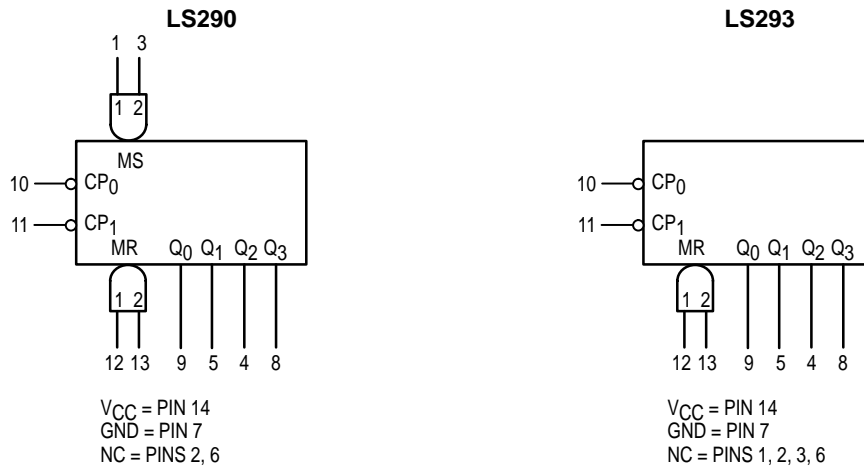 LS290
LS293
1 3
1 2
MS
10 CP0
11 CP1
MR Q0 Q1 Q2 Q3
1 2
12 13 9 5 4 8
VCC = PIN 14
GND = PIN 7
NC = PINS 2, 6
10 CP0
11 CP1
MR Q0 Q1 Q2 Q3
1 2
12 13 9 5 4 8
VCC = PIN 14
GND = PIN 7
NC = PINS 1, 2, 3, 6